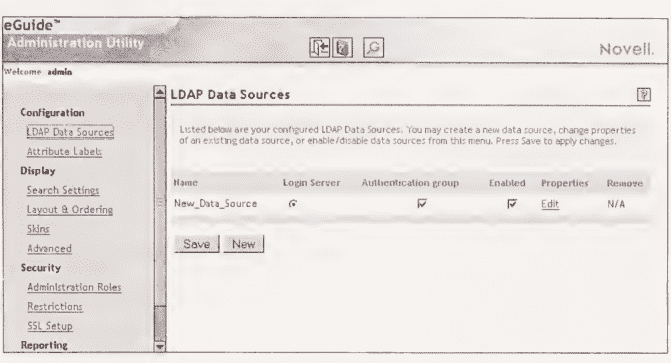 eGuide™
Administration Utility
Novell.
Welcome admin
Configuration
LDAP Data Sources
Attribute Labels
Display
Search Settings
Layout & Ordering
Skins
Advanced
Security
Administration Roles
Restrictions
SSL Setup
Reporting
LDAP Data Sources
?
Listed below are your configured LDAP Data Sources. You may create a new data source, change properties
of an existing data source, or enable/disable data sources from this menu. Press Save to apply changes.
Name Login Server Authentication group Enabled Properties Remove
New_Data_Source Edit N/A
Save New